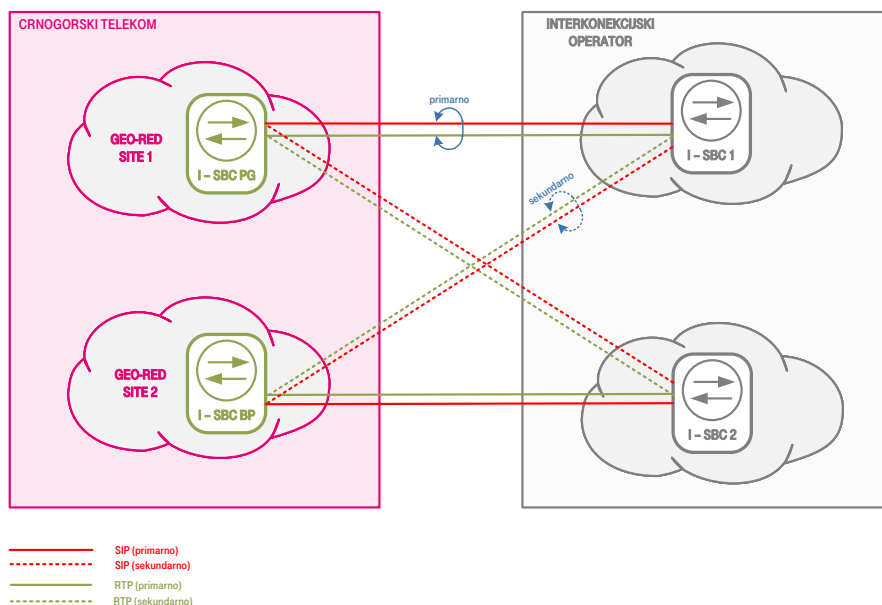 CRNOGORSKI TELEKOM
INTERKONEKCIJSKI
OPERATOR
primarno
GEO-RED
SITE 1
I – SBC PG
I – SBC 1
sekundarno
GEO-RED
SITE 2
I – SBC BP
I – SBC 2
SIP (primarno)
SIP (sekundarno)
RTP (primarno)
RTP (sekundarno)